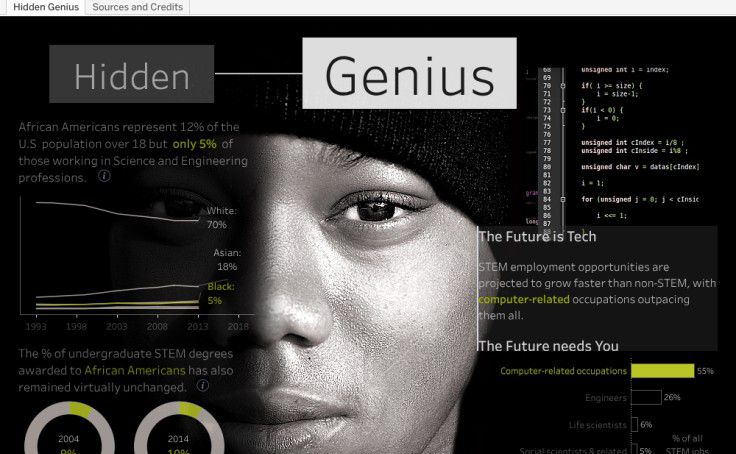 Hidden Genius
Sources and Credits
Hidden
Genius
African Americans represent 12% of the
U.S population over 18 but only 5% of
those working in Science and Engineering
professions.
White:
70%
Asian:
18%
Black:
5%
1993 1998 2003 2008 2013 2018
The % of undergraduate STEM degrees
awarded to African Americans has also
remained virtually unchanged.
2004
9%
2014
10%
68 unsigned int i = index;
69
70 if( i >= size) {
71 i = size-1;
72 }
73 if(i < 0) {
74 i = 0;
75 }
76
77 unsigned int cIndex = i/8 ;
78 unsigned int cInside = i%8 ;
79
80 unsigned char v = datas[cIndex]
81
82 i = 1;
83
84 for (unsigned j = 0; j < cInsid
85
86 i <<= 1;
87
The Future is Tech
STEM employment opportunities are
projected to grow faster than non-STEM, with
computer-related occupations outpacing
them all.
The Future needs You
Computer-related occupations 55%
Engineers 26%
Life scientists 6%
Social scientists & related 5%
% of all
STEM jobs